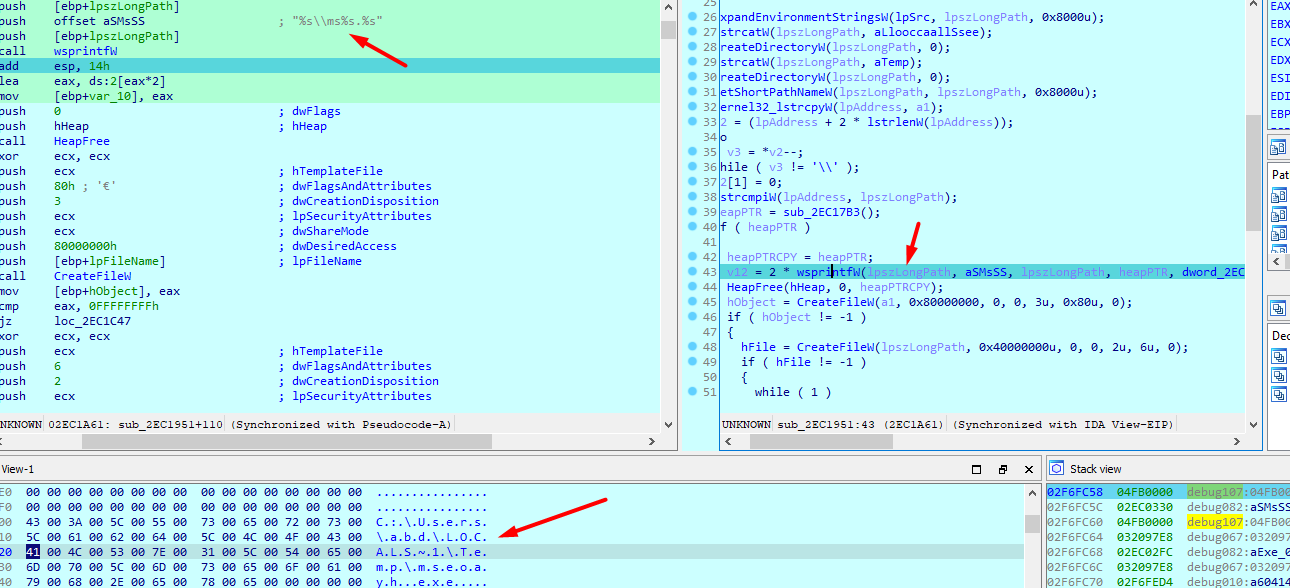 push    [ebp+lpszLongPath]
push    offset aSMsSS        ; "%s\\ms%s.%s"
push    [ebp+lpszLongPath]
call    wsprintfW
add     esp, 14h
lea     eax, ds:2[eax*2]
mov     [ebp+var_10], eax
push    0                    ; dwFlags
push    hHeap                ; hHeap
call    HeapFree
xor     ecx, ecx
push    ecx                  ; hTemplateFile
push    80h ; '€'            ; dwFlagsAndAttributes
push    3                    ; dwCreationDisposition
push    ecx                  ; lpSecurityAttributes
push    ecx                  ; dwShareMode
push    80000000h            ; dwDesiredAccess
push    [ebp+lpFileName]     ; lpFileName
call    CreateFileW
mov     [ebp+hObject], eax
cmp     eax, 0FFFFFFFFh
jz      loc_2EC1C47
xor     ecx, ecx
push    ecx                  ; hTemplateFile
push    6                    ; dwFlagsAndAttributes
push    2                    ; dwCreationDisposition
push    ecx                  ; lpSecurityAttributes
NKNOWN 02EC1A61: sub_2EC1951+110 (Synchronized with Pseudocode-A)
25
26 xpandEnvironmentStringsW(lpSrc, lpszLongPath, 0x8000u);
27 strcatW(lpszLongPath, aLlooccaallSsee);
28 reateDirectoryW(lpszLongPath, 0);
29 strcatW(lpszLongPath, aTemp);
30 reateDirectoryW(lpszLongPath, 0);
31 etShortPathNameW(lpszLongPath, lpszLongPath, 0x8000u);
32 ernel32_lstrcpyW(lpAddress, a1);
33 2 = (lpAddress + 2 * lstrlenW(lpAddress));
34 o
35  v3 = *v2--;
36 hile ( v3 != '\\' );
37 2[1] = 0;
38 strcmpiW(lpAddress, lpszLongPath);
39 eapPTR = sub_2EC17B3();
40 f ( heapPTR )
41
42  heapPTRCPY = heapPTR;
43  v12 = 2 * wsprintfW(lpszLongPath, aSMsSS, lpszLongPath, heapPTR, dword_2EC
44  HeapFree(hHeap, 0, heapPTRCPY);
45  hObject = CreateFileW(a1, 0x80000000, 0, 0, 3u, 0x80u, 0);
46  if ( hObject != -1 )
47  {
48    hFile = CreateFileW(lpszLongPath, 0x40000000u, 0, 0, 2u, 6u, 0);
49    if ( hFile != -1 )
50    {
51      while ( 1 )
UNKNOWN sub_2EC1951:43 (2EC1A61) (Synchronized with IDA View-EIP)
EAX
EBX
ECX
EDX
ESI
EDI
EBP
Pat
Dec
View-1
E0 00 00 00 00 00 00 00 00 00 00 00 00 00 00 00 00 ................
F0 00 00 00 00 00 00 00 00 00 00 00 00 00 00 00 00 ................
00 43 00 3A 00 5C 00 55 00 73 00 65 00 72 00 73 00 C.:.\.U.s.e.r.s.
10 5C 00 61 00 62 00 64 00 5C 00 4C 00 4F 00 43 00 \.a.b.d.\.L.O.C.
20 41 00 4C 00 53 00 7E 00 31 00 5C 00 54 00 65 00 A.L.S.~.1.\.T.e.
30 6D 00 70 00 5C 00 6D 00 73 00 65 00 6F 00 61 00 m.p.\.m.s.e.o.a.
40 79 00 68 00 2E 00 65 00 78 00 65 00 00 00 00 00 y.h...e.x.e.....
Stack view
02F6FC58 04FB0000 debug107:04FB00
02F6FC5C 02EC0330 debug082:aSMsSS
02F6FC60 04FB0000 debug107:04FB00
02F6FC64 032097E8 debug067:032097
02F6FC68 02EC02FC debug082:aExe_0
02F6FC6C 032097E8 debug067:032097
02F6FC70 02F6FED4 debug010:a60414